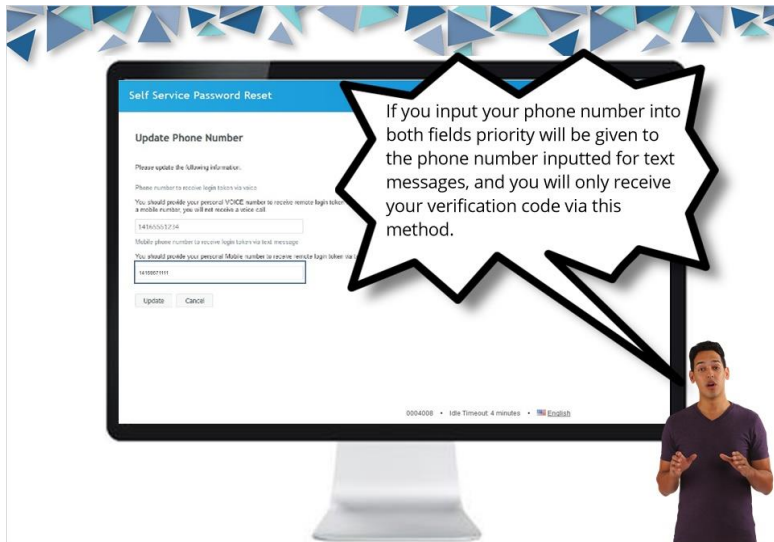 Self Service Password Reset
Update Phone Number
Please update the following information.
Phone number to receive login token via voice
You should provide your personal VOICE number to receive remote login token
a mobile number, you will not receive a voice call.
14165551234
Mobile phone number to receive login token via text message
You should provide your personal Mobile number to receive remote login token via
Update Cancel
0004008 • Idle Timeout: 4 minutes • English
If you input your phone number into
both fields priority will be given to
the phone number inputted for text
messages, and you will only receive
your verification code via this
method.